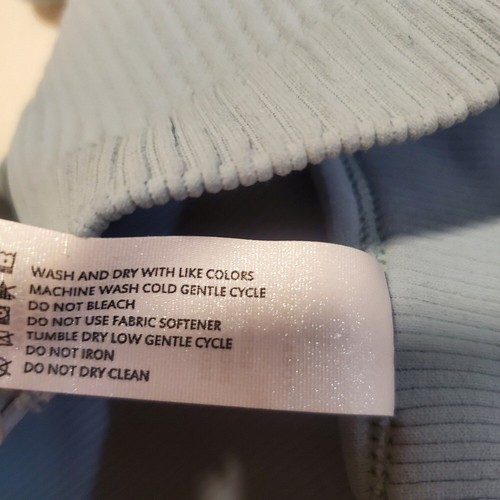 WASH AND DRY WITH LIKE COLORS
MACHINE WASH COLD GENTLE CYCLE
DO NOT BLEACH
DO NOT USE FABRIC SOFTENER
TUMBLE DRY LOW GENTLE CYCLE
DO NOT IRON
DO NOT DRY CLEAN